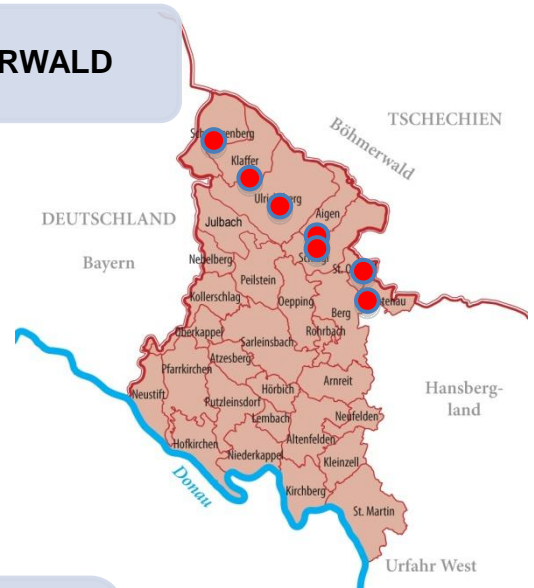 RWALD
TSCHECHIEN
Böhmerwald
Klaffer
DEUTSCHLAND
Aigen
Julbach
Bayern
Nebelberg
Peilstein
Kollerschlag
Oepping
Berg
Rohrbach
Oberkappel
Sarleinsbach
Atzesberg
Pfarrkirchen
Arnreit
Hansberg-
land
Hörbich
Neustift
Putzleinsdorf
Lembach
Neufelden
Hofkirchen
Altenfelden
Niederkappel
Kleinzell
Donau
Kirchberg
St. Martin
Urfahr West